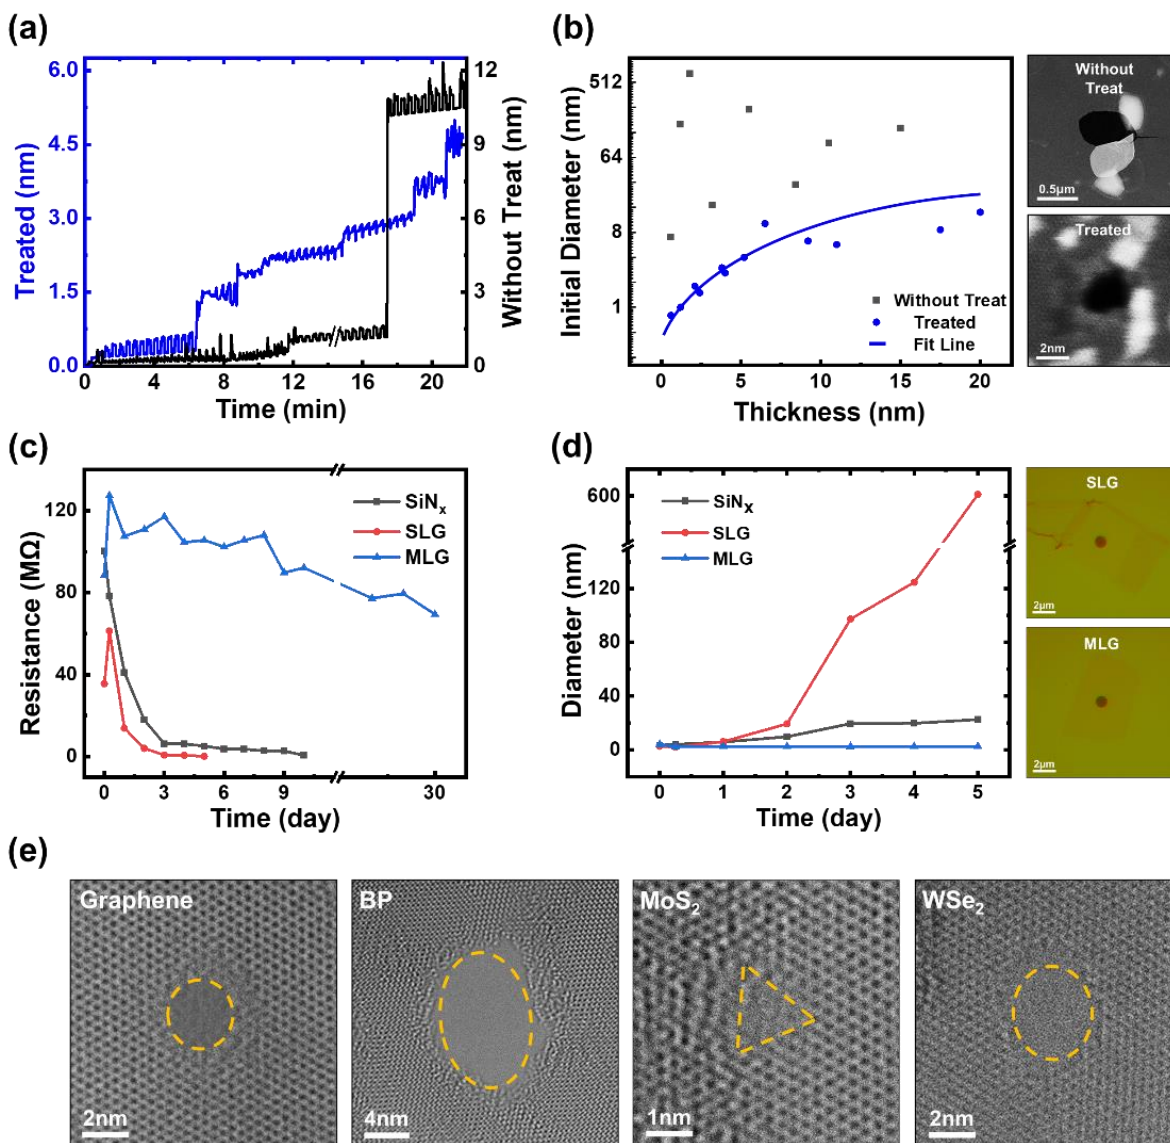 (a)
6.0
4.5
3.0
1.5
0.0
Treated (nm)
12
9
6
3
0
Without Treat (nm)
0 4 8 12 16 20
Time (min)
(b)
512
64
8
1
Initial Diameter (nm)
Without Treat
Treated
Fit Line
0 5 10 15 20
Thickness (nm)
Without
Treat
0.5μm
Treated
2nm
(c)
120
80
40
0
Resistance (MΩ)
SiNx
SLG
MLG
0 3 6 9 30
Time (day)
(d)
600
120
80
40
0
Diameter (nm)
SiNx
SLG
MLG
0 1 2 3 4 5
Time (day)
SLG
2μm
MLG
2μm
(e)
Graphene
2nm
BP
4nm
MoS2
1nm
WSe2
2nm